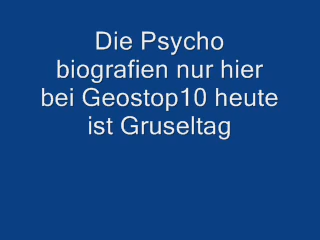 Die Psycho
biografien nur hier
bei Geostop10 heute
ist Gruseltag